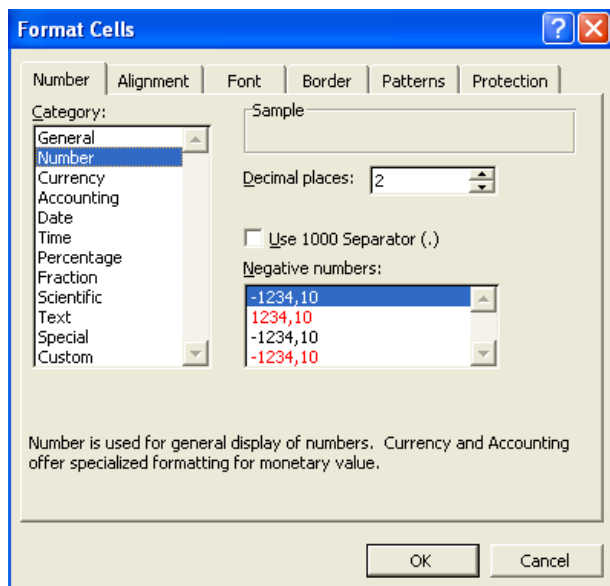 Format Cells
Number Alignment Font Border Patterns Protection
Category:
General
Number
Currency
Accounting
Date
Time
Percentage
Fraction
Scientific
Text
Special
Custom
Sample
Decimal places: 2
Use 1000 Separator (.)
Negative numbers:
-1234,10
1234,10
-1234,10
-1234,10
Number is used for general display of numbers. Currency and Accounting
offer specialized formatting for monetary value.
OK Cancel